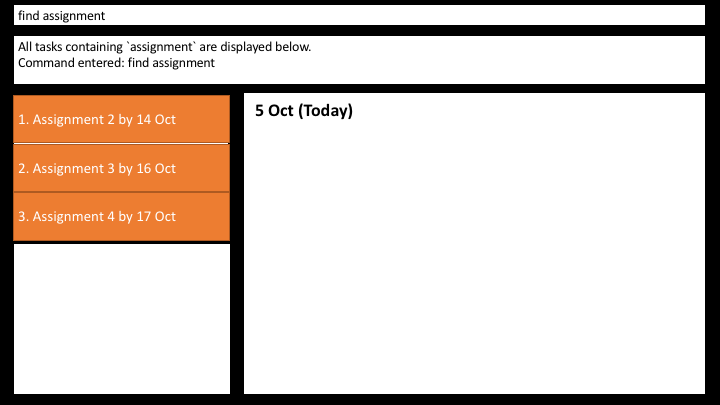 find assignment
All tasks containing `assignment` are displayed below.
Command entered: find assignment
1. Assignment 2 by 14 Oct
2. Assignment 3 by 16 Oct
3. Assignment 4 by 17 Oct
5 Oct (Today)